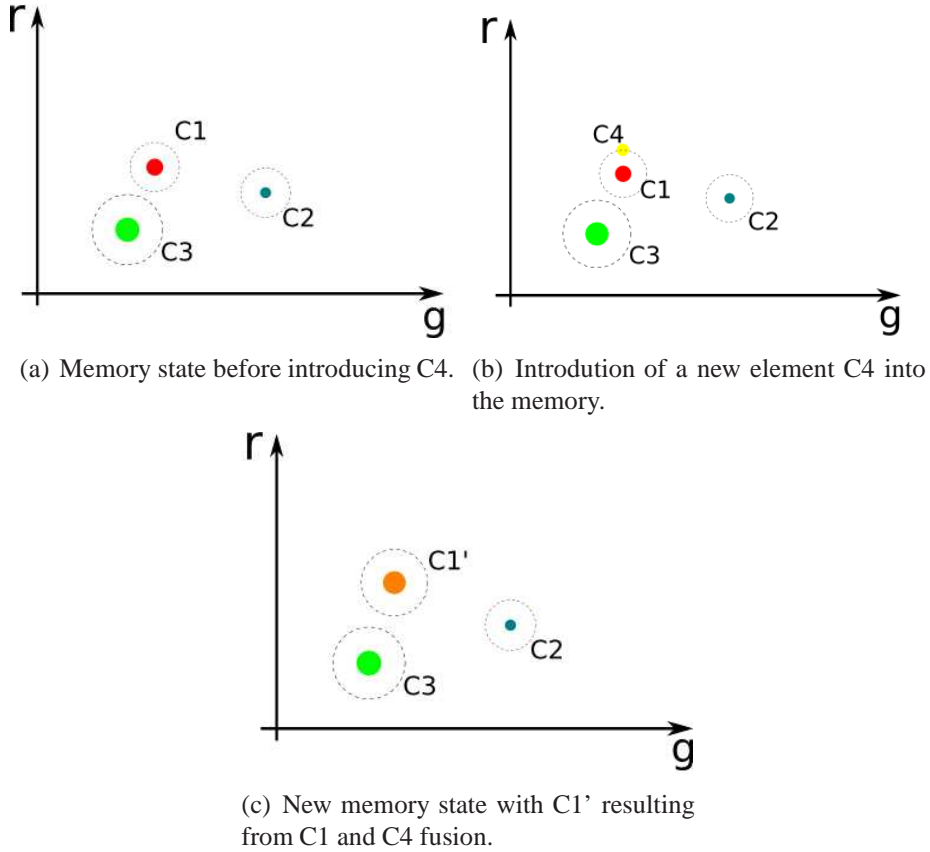 r
C1
C2
C3
g
(a) Memory state before introducing C4.
r
C4
C1
C2
C3
g
(b) Introdution of a new element C4 into
the memory.
r
C1'
C2
C3
g
(c) New memory state with C1’ resulting
from C1 and C4 fusion.